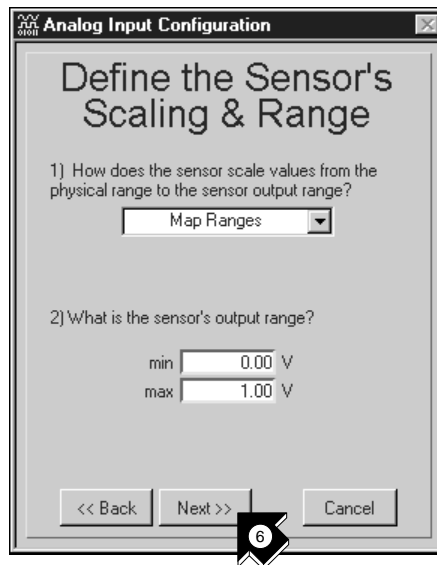 Analog Input Configuration
Define the Sensor's
Scaling & Range
1) How does the sensor scale values from the
physical range to the sensor output range?
Map Ranges
2) What is the sensor's output range?
min 0.00 V
max 1.00 V
<< Back Next >> Cancel
6